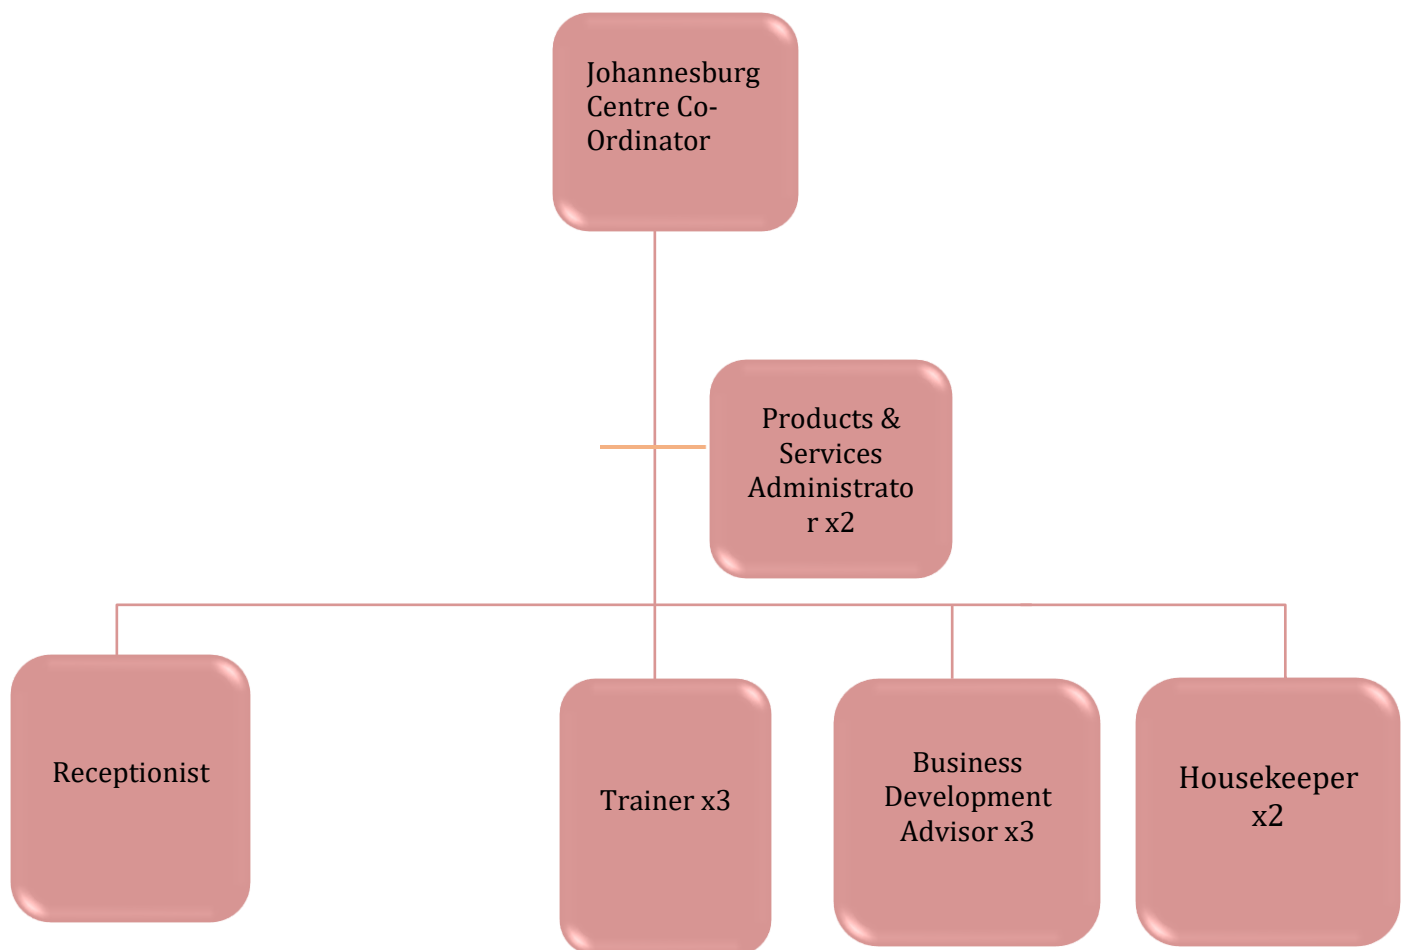 Johannesburg
Centre Co-
Ordinator
Products &
Services
Administrato
r x2
Receptionist
Trainer x3
Business
Development
Advisor x3
Housekeeper
x2